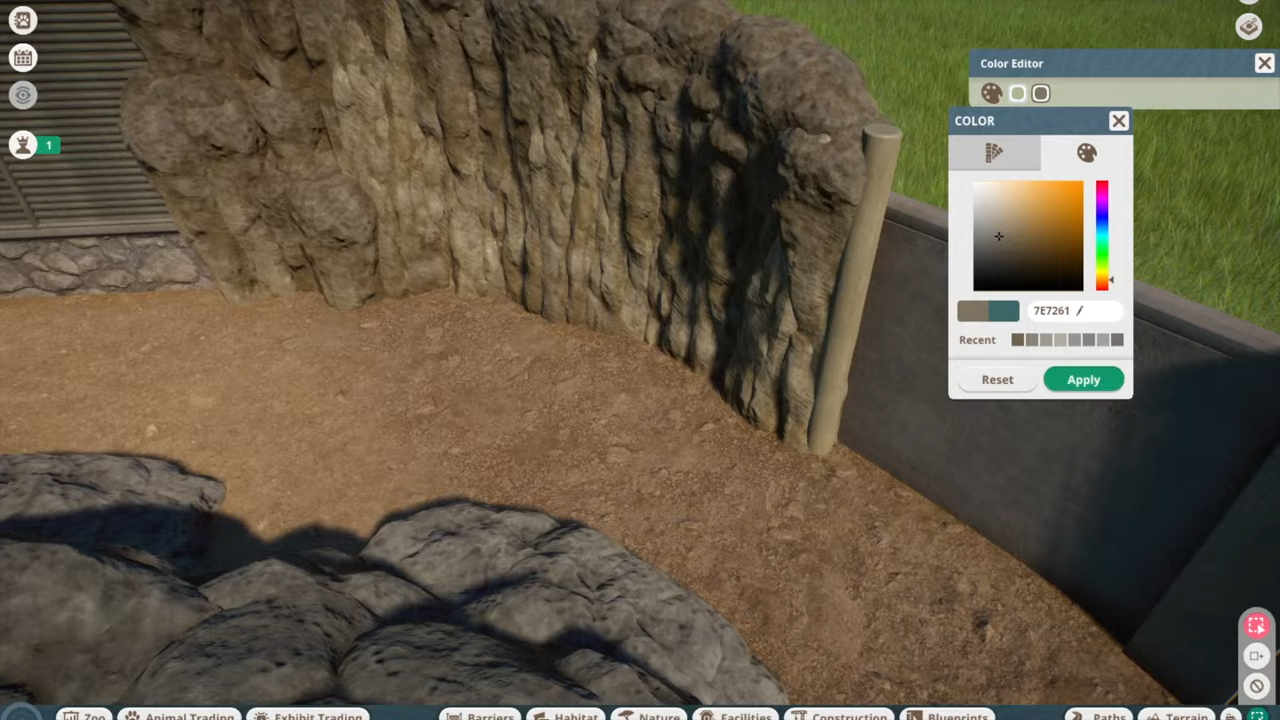 1
Color Editor
COLOR
7E7261
Recent
Reset
Apply
Zoo
Animal Trading
Exhibit Trading
Barriers
Habitat
Nature
Facilities
Construction
Blueprints
Paths
Terrain